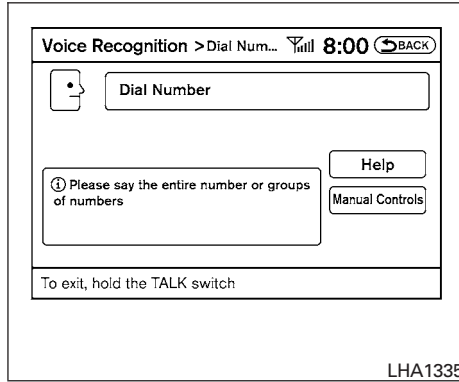 Voice Recognition > Dial Num... 8:00 BACK
Dial Number
Help
ⓘ Please say the entire number or groups
of numbers
Manual Controls
To exit, hold the TALK switch
LHA1335